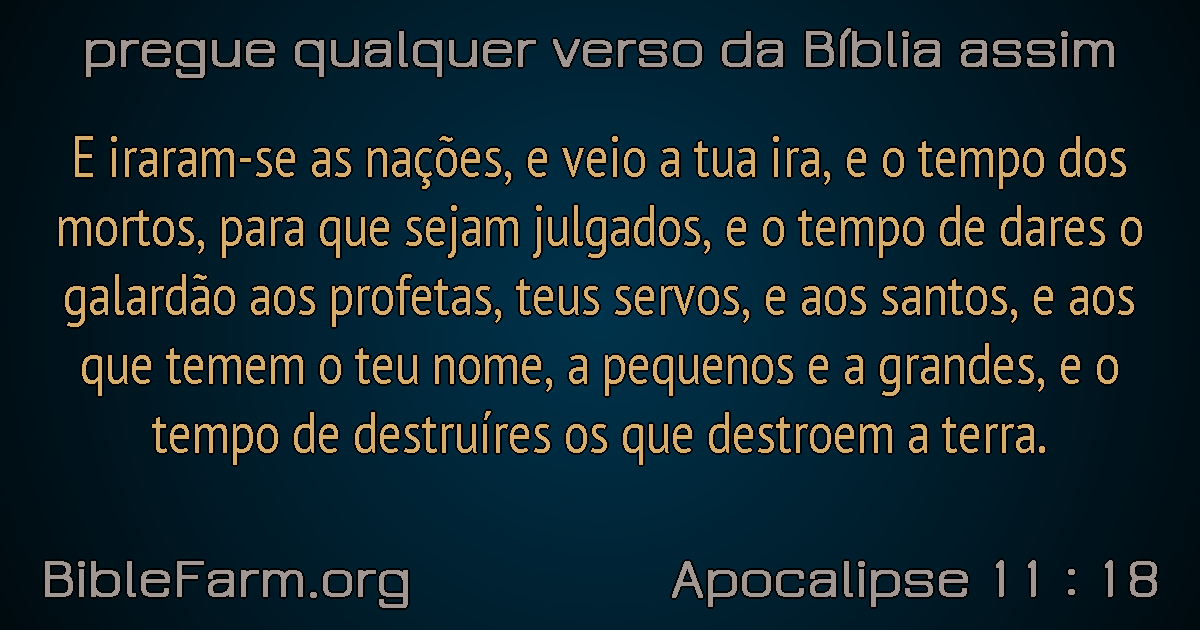 pregue qualquer verso da Bíblia assim
E iraram-se as nações, e veio a tua ira, e o tempo dos
mortos, para que sejam julgados, e o tempo de dares o
galardão aos profetas, teus servos, e aos santos, e aos
que temem o teu nome, a pequenos e a grandes, e o
tempo de destruíres os que destroem a terra.
BibleFarm.org
Apocalipse 11 : 18